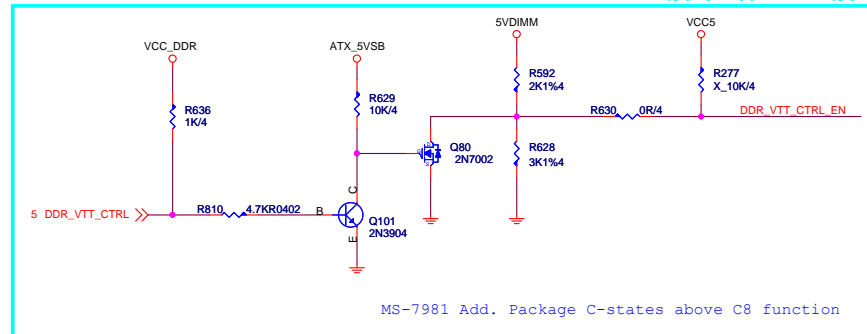 5VDIMM
VCC5
VCC_DDR
ATX_5VSB
R592
2K1%4
R277
X_10K/4
R636
1K/4
R629
10K/4
R630
0R/4
DDR_VTT_CTRL_EN
Q80
2N7002
R628
3K1%4
C
5 DDR_VTT_CTRL
R810
4.7KR0402
B
Q101
2N3904
E
MS-7981 Add. Package C-states above C8 function